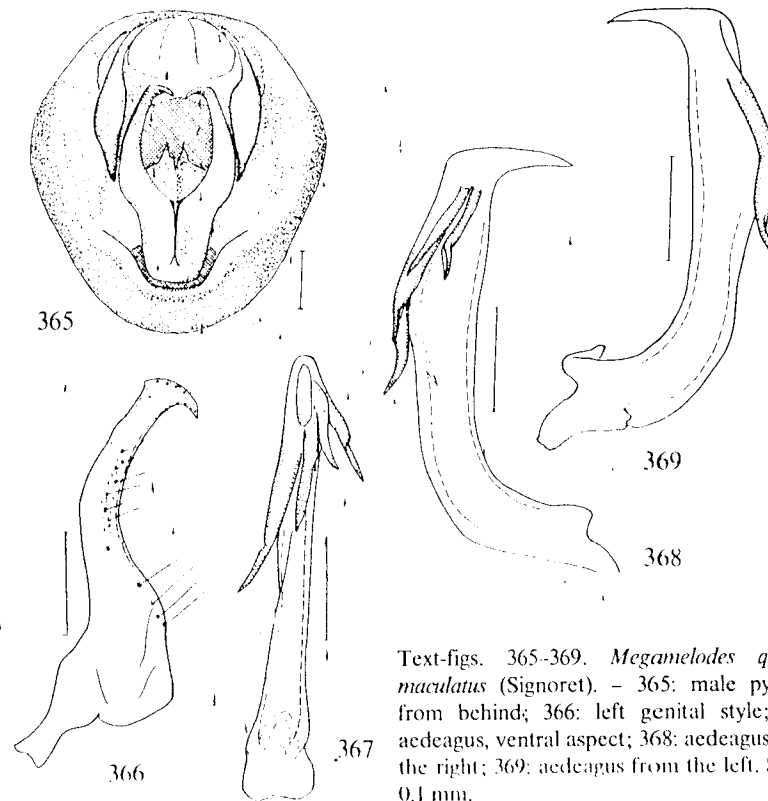 365
369
368
366
367
Text-figs. 365--369. Megamelodes q
maculatus (Signoret). – 365: male py
from behind; 366: left genital style;
aedeagus, ventral aspect; 368: aedeagus
the right; 369: aedeagus from the left.
0.1 mm.